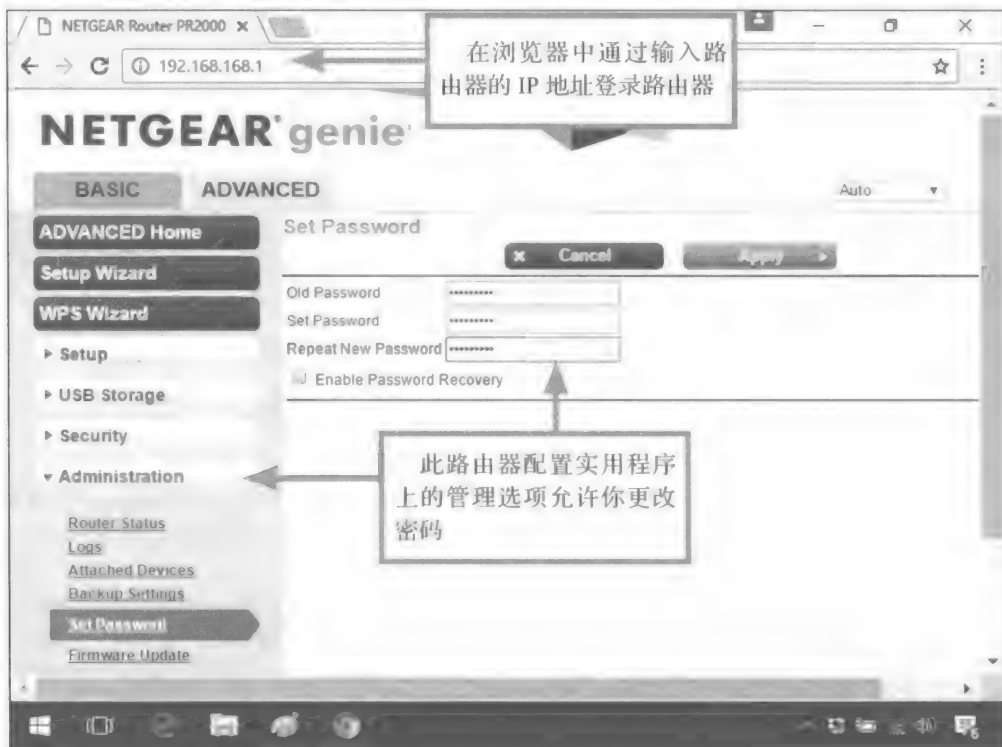 NETGEAR Router PR2000
192.168.168.1
在浏览器中通过输入路
由器的 IP 地址登录路由器
NETGEAR genie
BASIC ADVANCED Auto
ADVANCED Home
Setup Wizard
WPS Wizard
Setup
USB Storage
Security
Administration
Router Status
Logs
Attached Devices
Backup Settings
Set Password
Firmware Update
Set Password
Cancel Apply
Old Password
Set Password
Repeat New Password
Enable Password Recovery
此路由器配置实用程序
上的管理选项允许你更改
密码